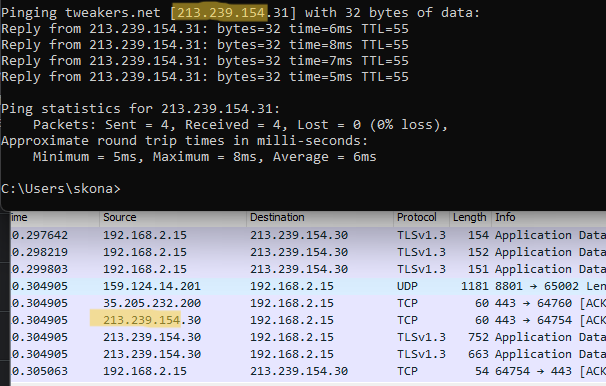 Pinging tweakers.net [213.239.154.31] with 32 bytes of data:
Reply from 213.239.154.31: bytes=32 time=6ms TTL=55
Reply from 213.239.154.31: bytes=32 time=8ms TTL=55
Reply from 213.239.154.31: bytes=32 time=7ms TTL=55
Reply from 213.239.154.31: bytes=32 time=5ms TTL=55
Ping statistics for 213.239.154.31:
Packets: Sent = 4, Received = 4, Lost = 0 (0% loss),
Approximate round trip times in milli-seconds:
Minimum = 5ms, Maximum = 8ms, Average = 6ms
C:\Users\skona>
ime Source Destination Protocol Length Info
0.297642 192.168.2.15 213.239.154.30 TLSv1.3 154 Application Data
0.298219 192.168.2.15 213.239.154.30 TLSv1.3 152 Application Data
0.299803 192.168.2.15 213.239.154.30 TLSv1.3 151 Application Data
0.304905 159.124.14.201 192.168.2.15 UDP 1181 8801 → 65002 Len
0.304905 35.205.232.200 192.168.2.15 TCP 60 443 → 64760 [ACK
0.304905 213.239.154.30 192.168.2.15 TCP 60 443 → 64754 [ACK
0.304905 213.239.154.30 192.168.2.15 TLSv1.3 752 Application Data
0.304905 213.239.154.30 192.168.2.15 TLSv1.3 663 Application Data
0.305063 192.168.2.15 213.239.154.30 TCP 54 64754 → 443 [ACK